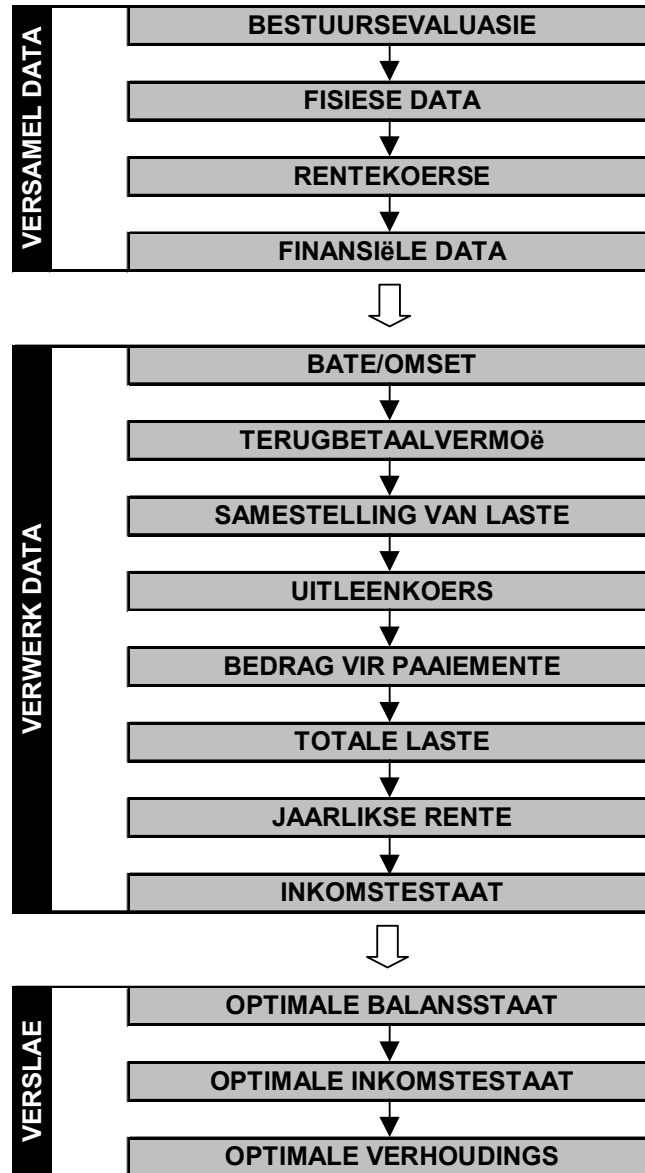 VERSAMEL DATA
BESTUURSEVALUASIE
FISIESE DATA
RENTEKOERSE
FINANSIëLE DATA
VERWERK DATA
BATE/OMSET
TERUGBETAALVERMOë
SAMESTELLING VAN LASTE
UITLEENKOERS
BEDRAG VIR PAAIEMENTE
TOTALE LASTE
JAARLIKSE RENTE
INKOMSTESTAAT
VERSLAE
OPTIMALE BALANSSTAAT
OPTIMALE INKOMSTESTAAT
OPTIMALE VERHOUDINGS